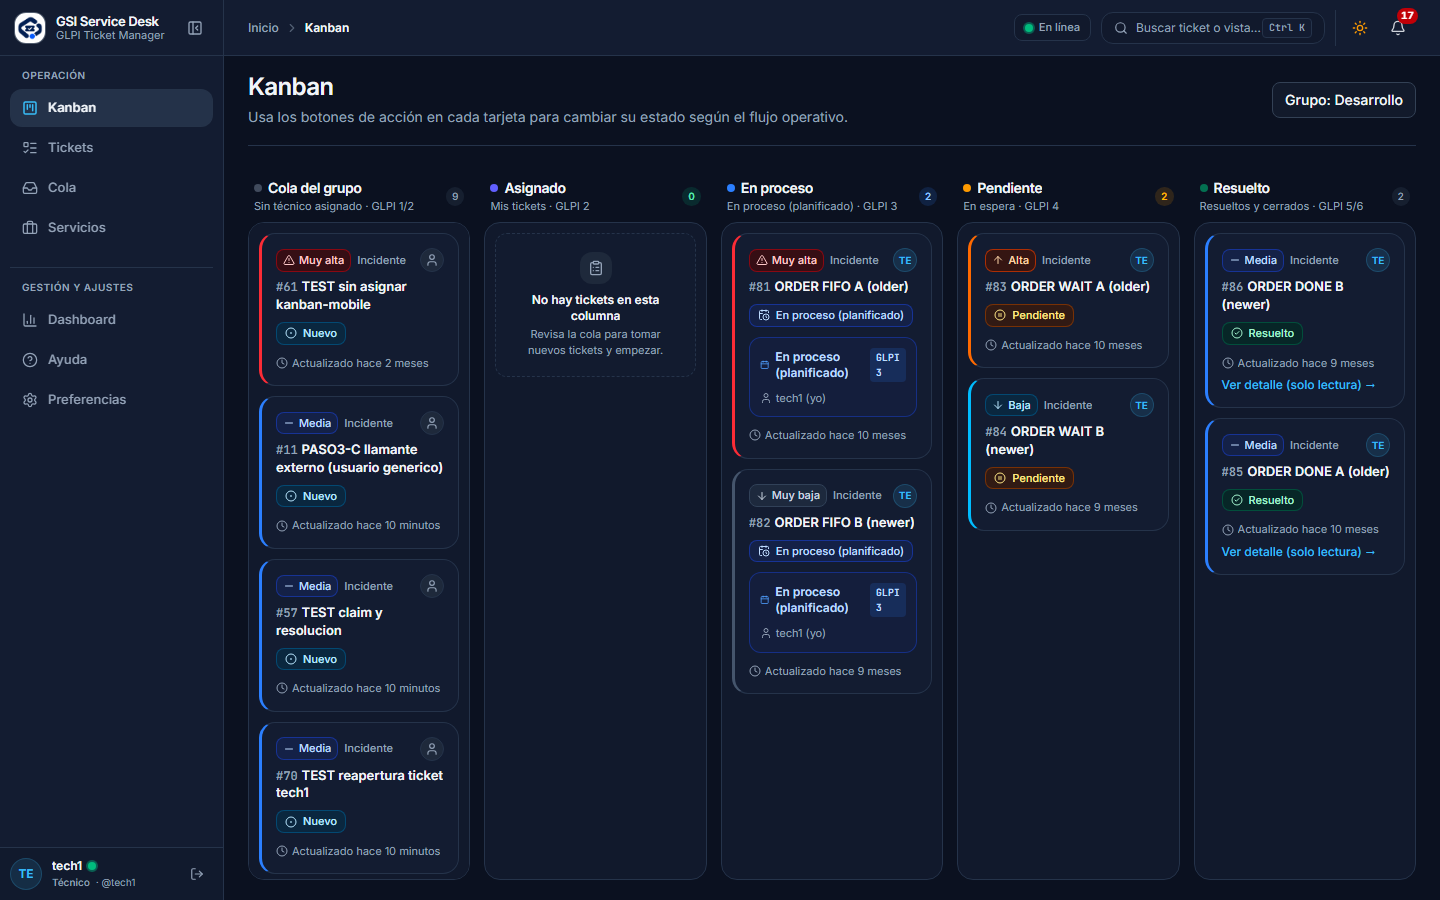 GSI Service Desk
GLPI Ticket Manager
OPERACIÓN
Kanban
Tickets
Cola
Servicios
GESTIÓN Y AJUSTES
Dashboard
Ayuda
Preferencias
TE
tech1
Técnico · @tech1
Inicio > Kanban
En línea
Buscar ticket o vista... Ctrl K
17
Kanban
Usa los botones de acción en cada tarjeta para cambiar su estado según el flujo operativo.
Grupo: Desarrollo
Cola del grupo 9
Sin técnico asignado · GLPI 1/2
Muy alta Incidente
#61 TEST sin asignar
kanban-mobile
Nuevo
Actualizado hace 2 meses
Media Incidente
#11 PASO3-C llamante
externo (usuario generico)
Nuevo
Actualizado hace 10 minutos
Media Incidente
#57 TEST claim y
resolucion
Nuevo
Actualizado hace 10 minutos
Media Incidente
#70 TEST reapertura ticket
tech1
Nuevo
Actualizado hace 10 minutos
Asignado 0
Mis tickets · GLPI 2
No hay tickets en esta
columna
Revisa la cola para tomar
nuevos tickets y empezar.
En proceso 2
En proceso (planificado) · GLPI 3
Muy alta Incidente TE
#81 ORDER FIFO A (older)
En proceso (planificado)
En proceso
(planificado)
GLPI
3
tech1 (yo)
Actualizado hace 10 meses
Muy baja Incidente TE
#82 ORDER FIFO B (newer)
En proceso (planificado)
En proceso
(planificado)
GLPI
3
tech1 (yo)
Actualizado hace 9 meses
Pendiente 2
En espera · GLPI 4
Alta Incidente TE
#83 ORDER WAIT A (older)
Pendiente
Actualizado hace 10 meses
Baja Incidente TE
#84 ORDER WAIT B
(newer)
Pendiente
Actualizado hace 9 meses
Resuelto 2
Resueltos y cerrados · GLPI 5/6
Media Incidente TE
#86 ORDER DONE B
(newer)
Resuelto
Actualizado hace 9 meses
Ver detalle (solo lectura) →
Media Incidente TE
#85 ORDER DONE A (older)
Resuelto
Actualizado hace 10 meses
Ver detalle (solo lectura) →